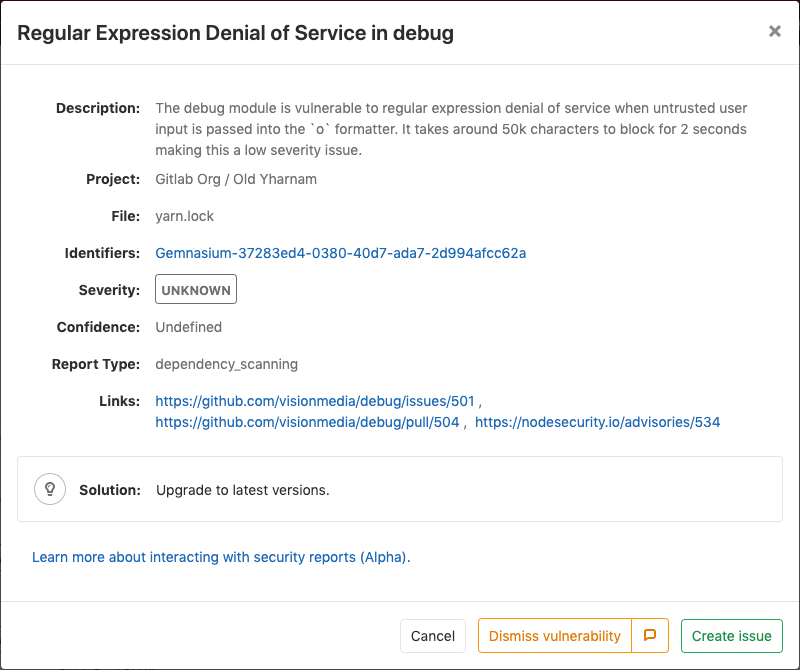 Regular Expression Denial of Service in debug ×
Description: The debug module is vulnerable to regular expression denial of service when untrusted user
input is passed into the `o` formatter. It takes around 50k characters to block for 2 seconds
making this a low severity issue.
Project: Gitlab Org / Old Yharnam
File: yarn.lock
Identifiers: Gemnasium-37283ed4-0380-40d7-ada7-2d994afcc62a
Severity: UNKNOWN
Confidence: Undefined
Report Type: dependency_scanning
Links: https://github.com/visionmedia/debug/issues/501 ,
https://github.com/visionmedia/debug/pull/504 , https://nodesecurity.io/advisories/534
Solution: Upgrade to latest versions.
Learn more about interacting with security reports (Alpha).
Cancel Dismiss vulnerability Create issue